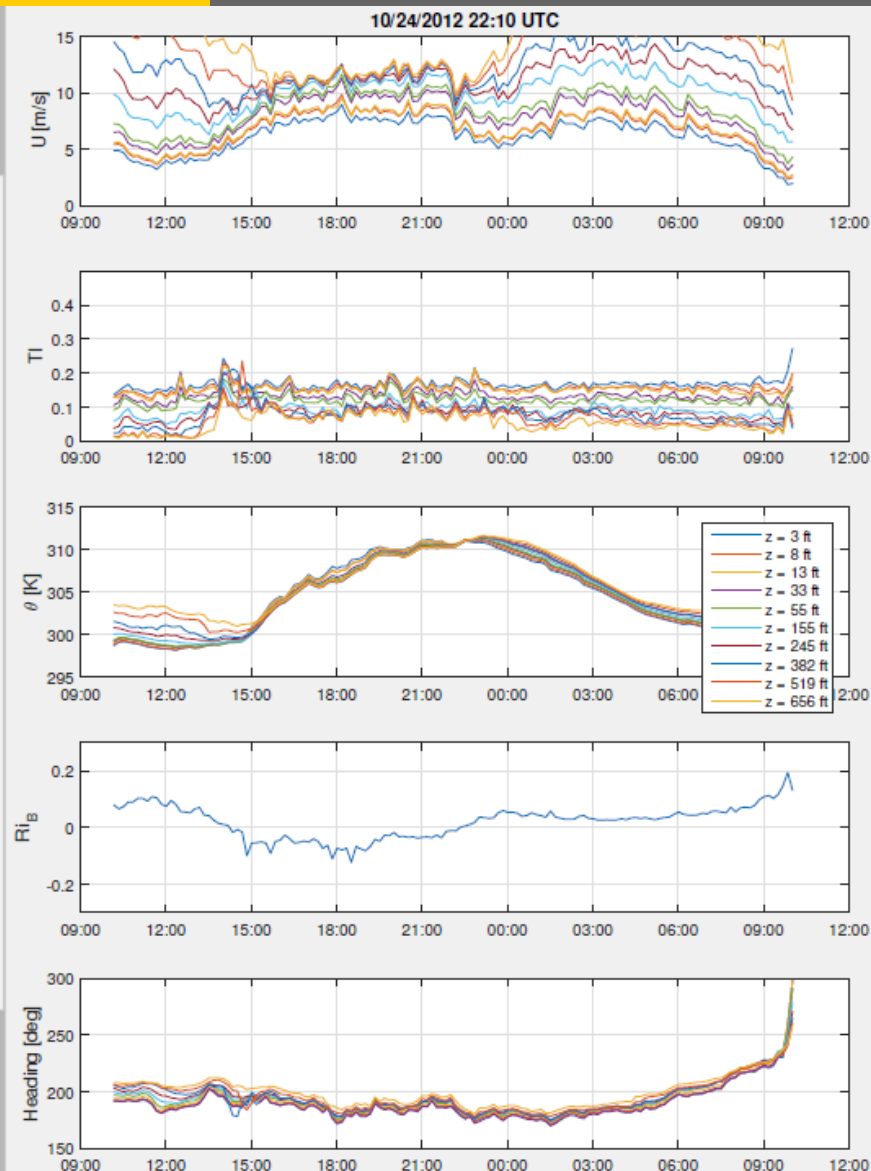 10/24/2012 22:10 UTC
15
10
5
0
U [m/s]
09:00 12:00 15:00 18:00 21:00 00:00 03:00 06:00 09:00 12:00
0.4
0.3
0.2
0.1
0
TI
09:00 12:00 15:00 18:00 21:00 00:00 03:00 06:00 09:00 12:00
315
310
305
300
295
θ [K]
z = 3 ft
z = 8 ft
z = 13 ft
z = 33 ft
z = 55 ft
z = 155 ft
z = 245 ft
z = 382 ft
z = 519 ft
z = 656 ft
09:00 12:00 15:00 18:00 21:00 00:00 03:00 06:00 12:00
0.2
0
-0.2
Ri_B
09:00 12:00 15:00 18:00 21:00 00:00 03:00 06:00 09:00 12:00
300
250
200
150
Heading [deg]
09:00 12:00 15:00 18:00 21:00 00:00 03:00 06:00 09:00 12:00